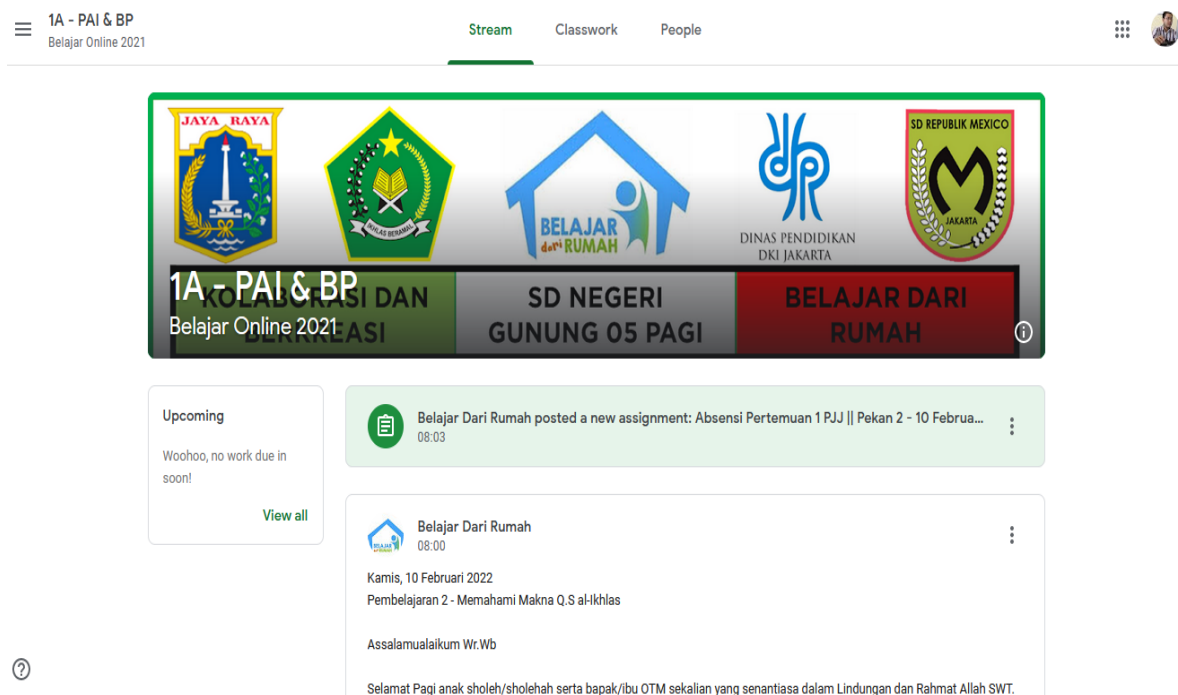 1A - PAI & BP
Belajar Online 2021
Stream
Classwork
People
JAYA RAYA
IKHLAS BERAMAL
BELAJAR
dari RUMAH
DINAS PENDIDIKAN
DKI JAKARTA
SD REPUBLIK MEXICO
JAKARTA
1A - PAI & BP
Belajar Online 2021
KOLABORASI DAN
BERKREASI
SD NEGERI
GUNUNG 05 PAGI
BELAJAR DARI
RUMAH
Upcoming
Woohoo, no work due in
soon!
View all
Belajar Dari Rumah posted a new assignment: Absensi Pertemuan 1 PJJ || Pekan 2 - 10 Februa...
08:03
BELAJAR
dari RUMAH
Belajar Dari Rumah
08:00
Kamis, 10 Februari 2022
Pembelajaran 2 - Memahami Makna Q.S al-Ikhlas
Assalamualaikum Wr.Wb
Selamat Pagi anak sholeh/sholehah serta bapak/ibu OTM sekalian yang senantiasa dalam Lindungan dan Rahmat Allah SWT.